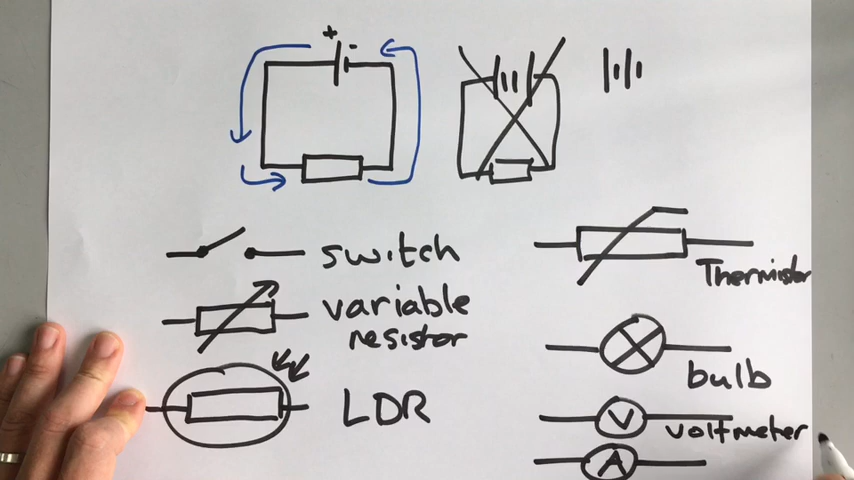 + -
switch
variable
resistor
LDR
Thermistor
bulb
V
voltmeter
A